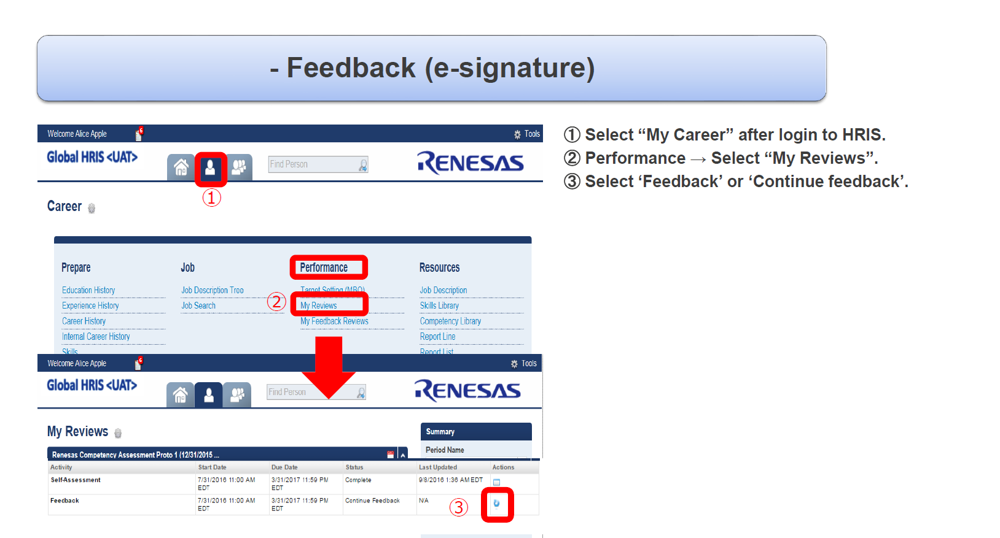 - Feedback (e-signature)
Welcome Alice Apple 6 Tools
Global HRIS <UAT> Find Person RENESAS
①
Career
Prepare Job Performance Resources
Education History Job Description Tree Target Setting (MBO) Job Description
Experience History Job Search ② My Reviews Skills Library
Career History My Feedback Reviews Competency Library
Internal Career History Report Line
Skills Report List
Welcome Alice Apple 6 Tools
Global HRIS <UAT> Find Person RENESAS
My Reviews
Summary
Renesas Competency Assessment Proto 1 (12/31/2015 ...
Period Name
Activity Start Date Due Date Status Last Updated Actions
Self-Assessment 7/31/2016 11:00 AM EDT 3/31/2017 11:59 PM EDT Complete 9/8/2016 1:36 AM EDT
Feedback 7/31/2016 11:00 AM EDT 3/31/2017 11:59 PM EDT Continue Feedback N/A
③
① Select “My Career” after login to HRIS.
② Performance → Select “My Reviews”.
③ Select ‘Feedback’ or ‘Continue feedback’.